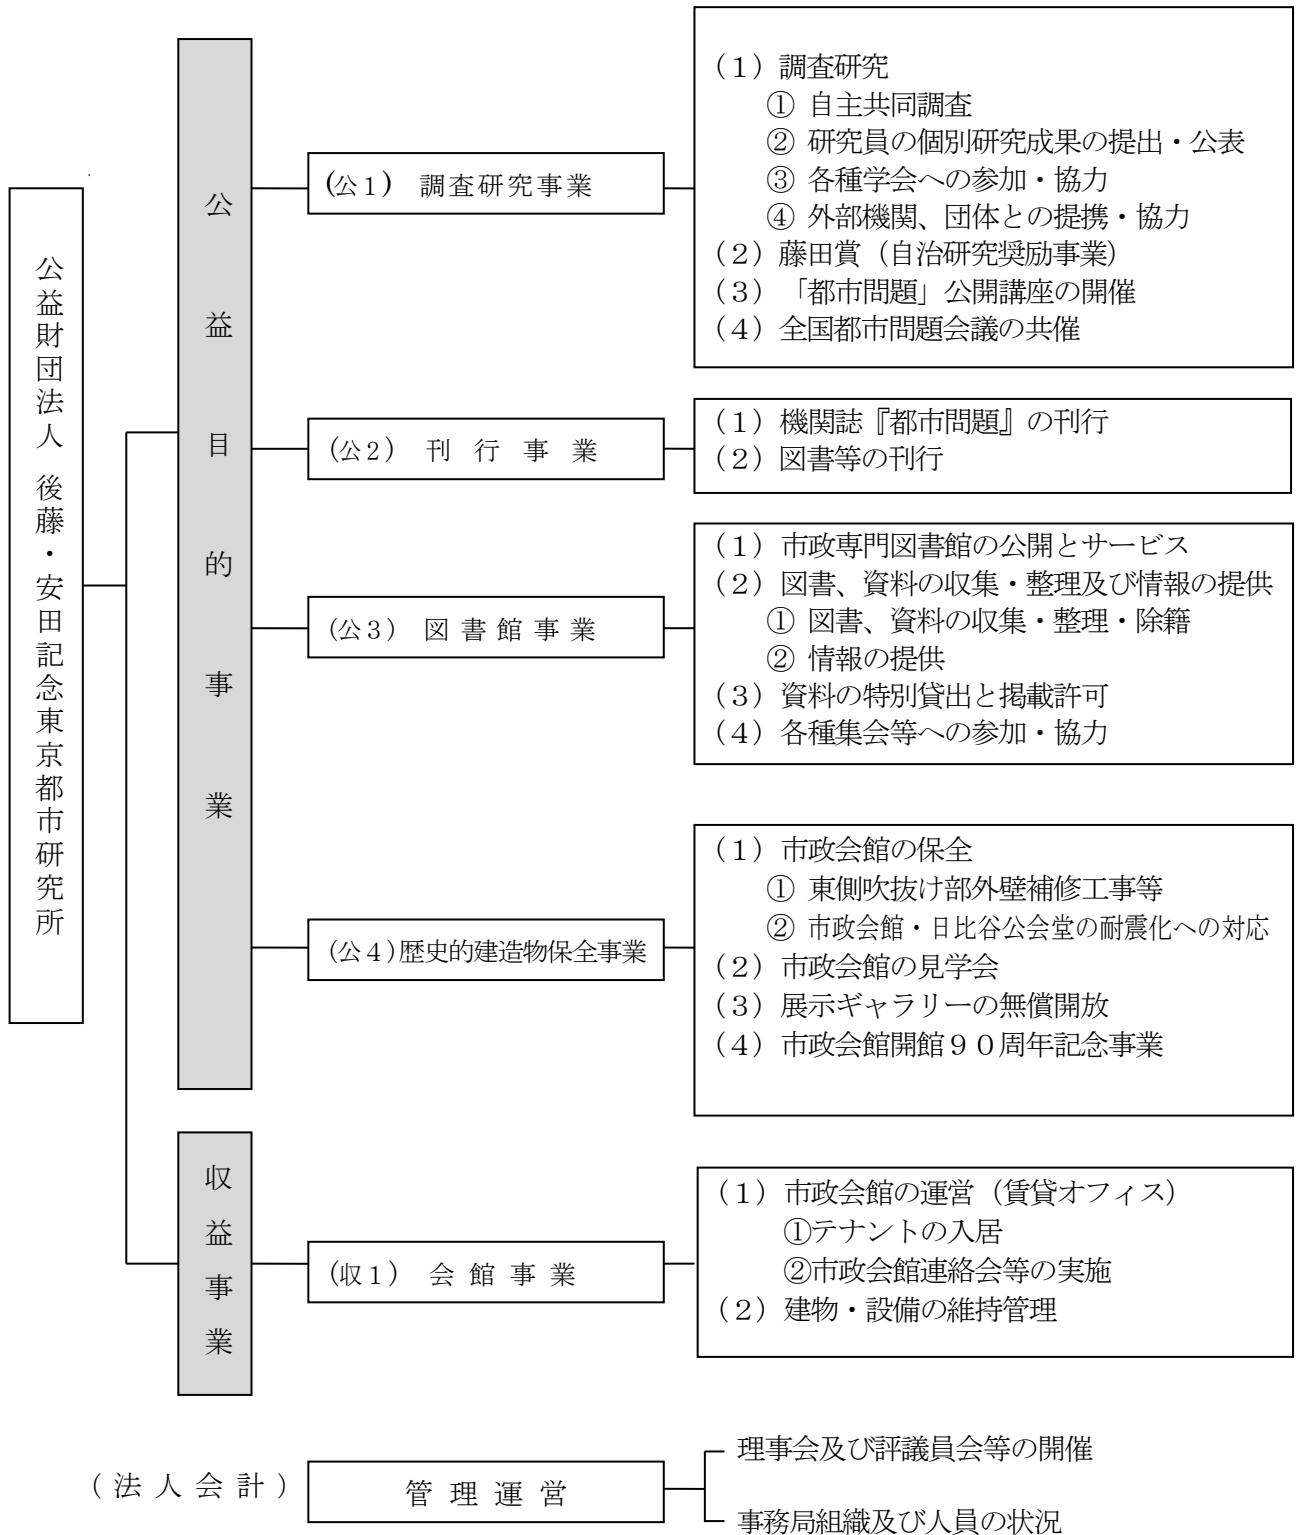 公益財団法人 後藤・安田記念東京都市研究所
公益目的事業
(公1) 調査研究事業
(1) 調査研究
① 自主共同調査
② 研究員の個別研究成果の提出・公表
③ 各種学会への参加・協力
④ 外部機関、団体との提携・協力
(2) 藤田賞(自治研究奨励事業)
(3) 「都市問題」公開講座の開催
(4) 全国都市問題会議の共催
(公2) 刊行事業
(1) 機関誌『都市問題』の刊行
(2) 図書等の刊行
(公3) 図書館事業
(1) 市政専門図書館の公開とサービス
(2) 図書、資料の収集・整理及び情報の提供
① 図書、資料の収集・整理・除籍
② 情報の提供
(3) 資料の特別貸出と掲載許可
(4) 各種集会等への参加・協力
(公4)歴史的建造物保全事業
(1) 市政会館の保全
① 東側吹抜け部外壁補修工事等
② 市政会館・日比谷公会堂の耐震化への対応
(2) 市政会館の見学会
(3) 展示ギャラリーの無償開放
(4) 市政会館開館90周年記念事業
収益事業
(収1) 会館事業
(1) 市政会館の運営(賃貸オフィス)
①テナントの入居
②市政会館連絡会等の実施
(2) 建物・設備の維持管理
(法人会計)
管理運営
理事会及び評議員会等の開催
事務局組織及び人員の状況